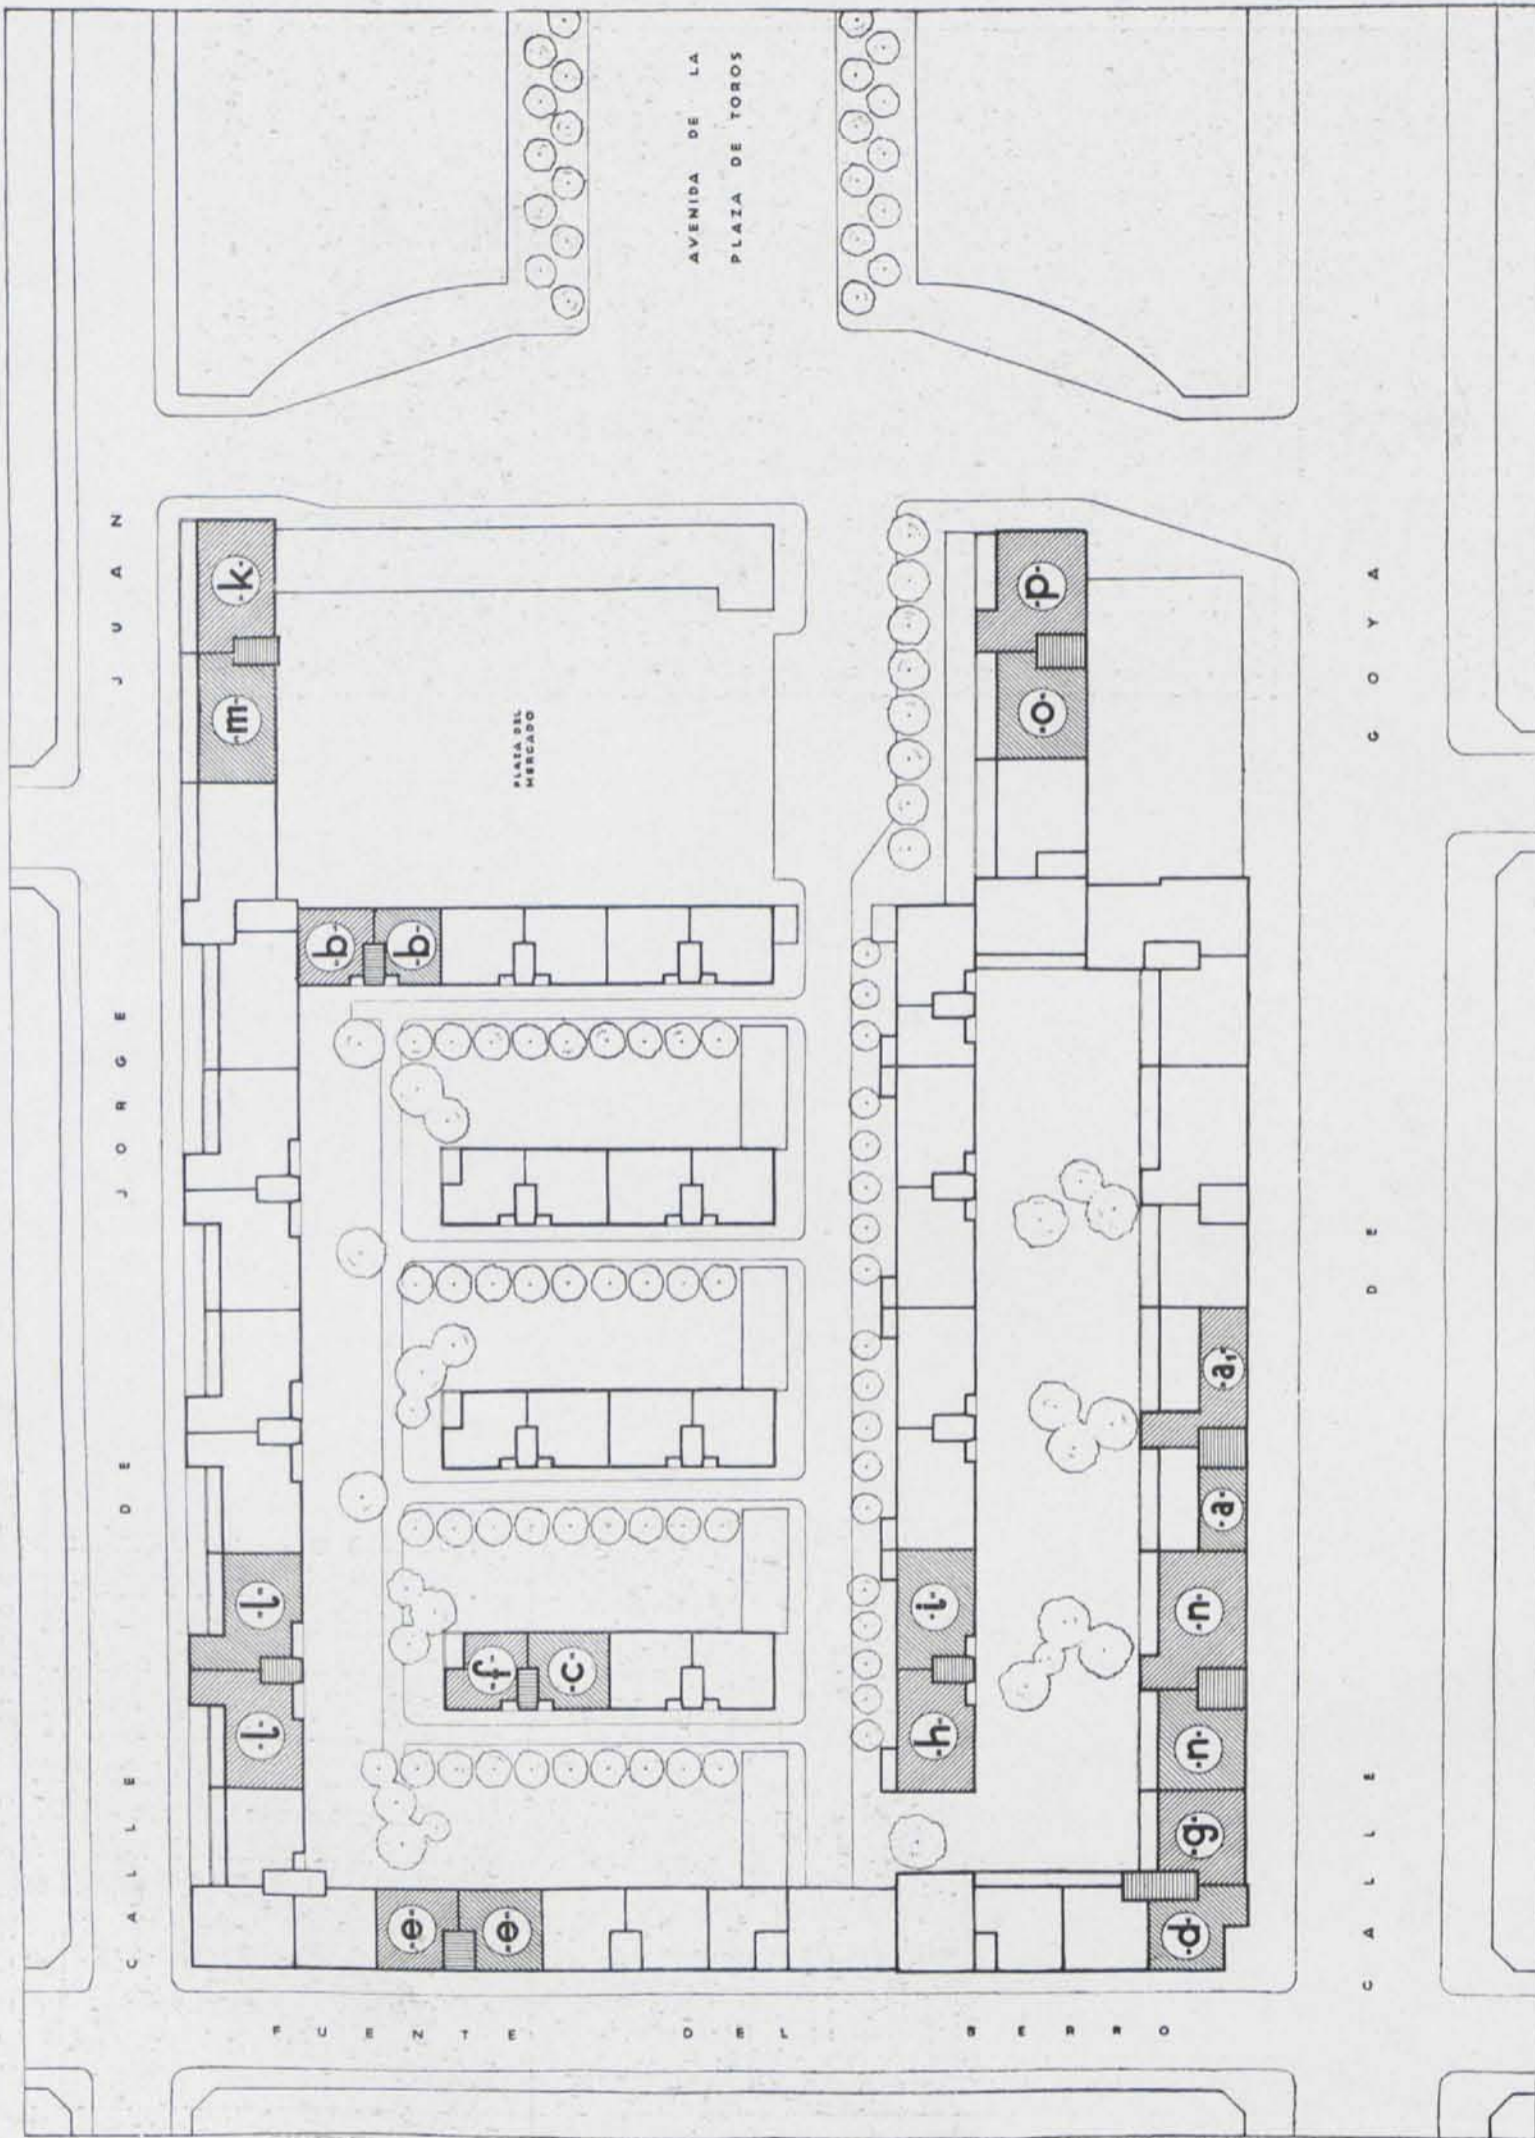 AVENIDA DE LA
PLAZA DE TOROS
CALLE DE JORGE JUAN
PLAZA DEL
MERCADO
CALLE DE GOYA
FUENTE DEL BERRO
-k-
-m-
-p-
-o-
-b-
-b-
-a₁-
-a-
-l-
-l-
-f-
-c-
-i-
-h-
-n-
-n-
-g-
-e-
-e-
-d-